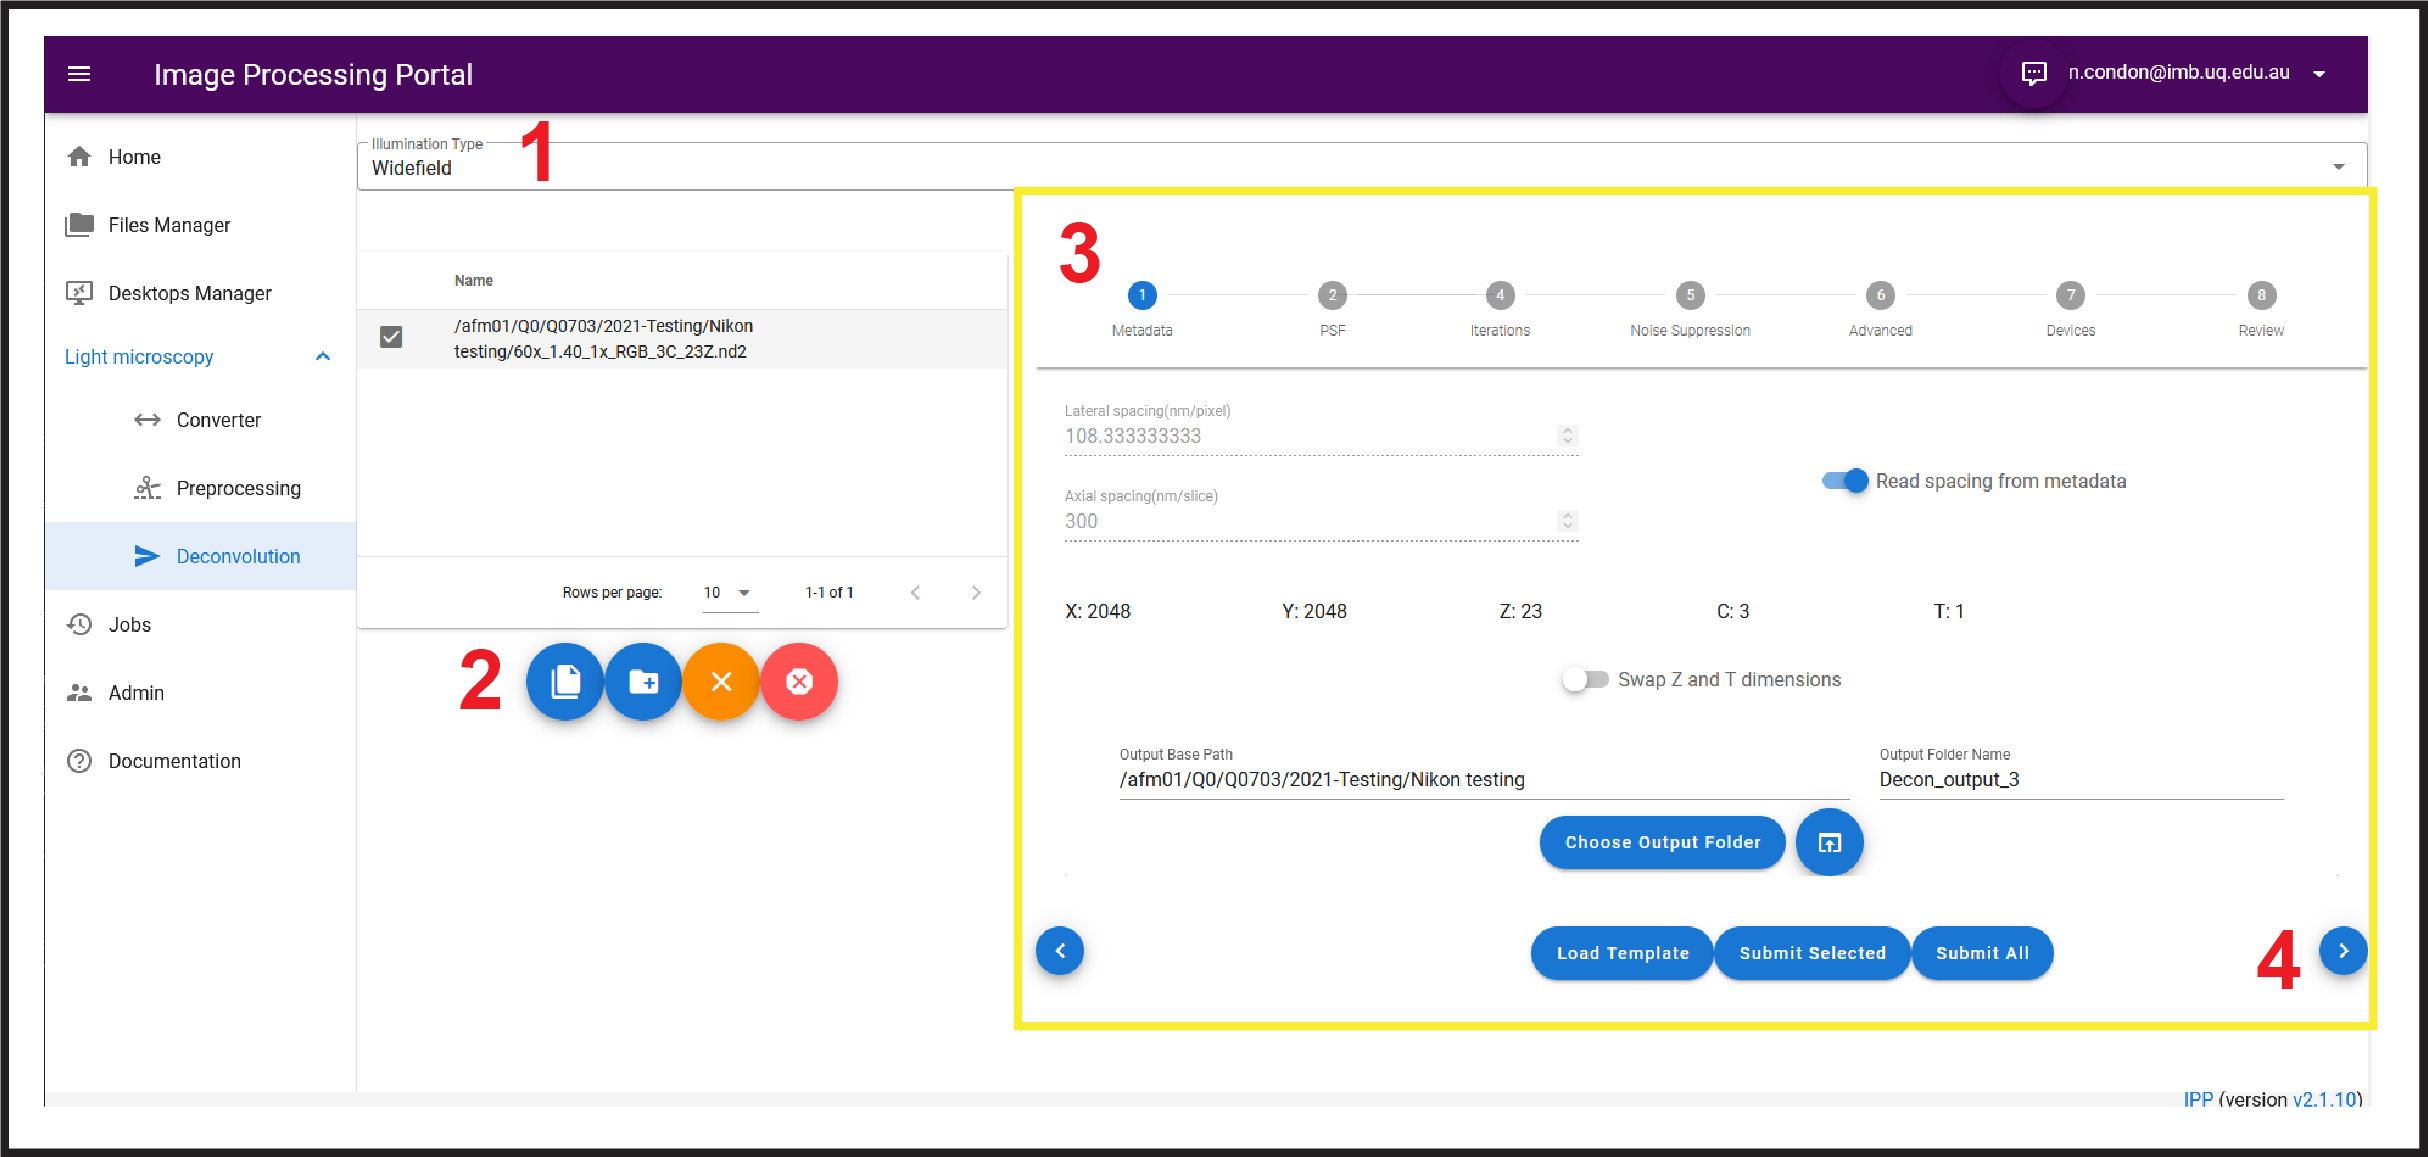 Image Processing Portal
n.condon@imb.uq.edu.au
Home
Files Manager
Desktops Manager
Light microscopy
Converter
Preprocessing
Deconvolution
Jobs
Admin
Documentation
Illumination Type
Widefield
1
Name
/afm01/Q0/Q0703/2021-Testing/Nikon
testing/60x_1.40_1x_RGB_3C_23Z.nd2
Rows per page: 10 1-1 of 1
2
3
1 2 4 5 6 7 8
Metadata PSF Iterations Noise Suppression Advanced Devices Review
Lateral spacing(nm/pixel)
108.333333333
Read spacing from metadata
Axial spacing(nm/slice)
300
X: 2048 Y: 2048 Z: 23 C: 3 T: 1
Swap Z and T dimensions
Output Base Path
/afm01/Q0/Q0703/2021-Testing/Nikon testing
Output Folder Name
Decon_output_3
Choose Output Folder
Load Template Submit Selected Submit All
4
IPP (version v2.1.10)